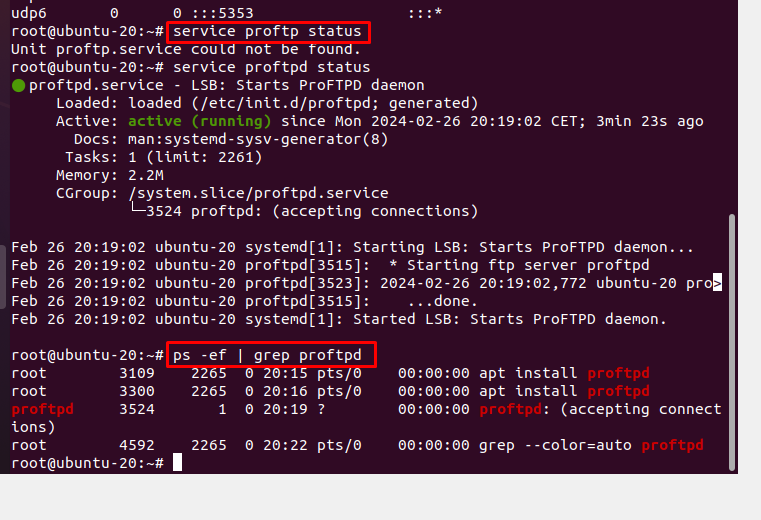 udp6       0      0 :::5353                 :::*
root@ubuntu-20:~# service proftp status
Unit proftp.service could not be found.
root@ubuntu-20:~# service proftpd status
● proftpd.service - LSB: Starts ProFTPD daemon
     Loaded: loaded (/etc/init.d/proftpd; generated)
     Active: active (running) since Mon 2024-02-26 20:19:02 CET; 3min 23s ago
       Docs: man:systemd-sysv-generator(8)
      Tasks: 1 (limit: 2261)
     Memory: 2.2M
     CGroup: /system.slice/proftpd.service
             └─3524 proftpd: (accepting connections)
Feb 26 20:19:02 ubuntu-20 systemd[1]: Starting LSB: Starts ProFTPD daemon...
Feb 26 20:19:02 ubuntu-20 proftpd[3515]:  * Starting ftp server proftpd
Feb 26 20:19:02 ubuntu-20 proftpd[3523]: 2024-02-26 20:19:02,772 ubuntu-20 pro>
Feb 26 20:19:02 ubuntu-20 proftpd[3515]:    ...done.
Feb 26 20:19:02 ubuntu-20 systemd[1]: Started LSB: Starts ProFTPD daemon.
root@ubuntu-20:~# ps -ef | grep proftpd
root        3109    2265  0 20:15 pts/0    00:00:00 apt install proftpd
root        3300    2265  0 20:16 pts/0    00:00:00 apt install proftpd
proftpd     3524       1  0 20:19 ?        00:00:00 proftpd: (accepting connect
ions)
root        4592    2265  0 20:22 pts/0    00:00:00 grep --color=auto proftpd
root@ubuntu-20:~#